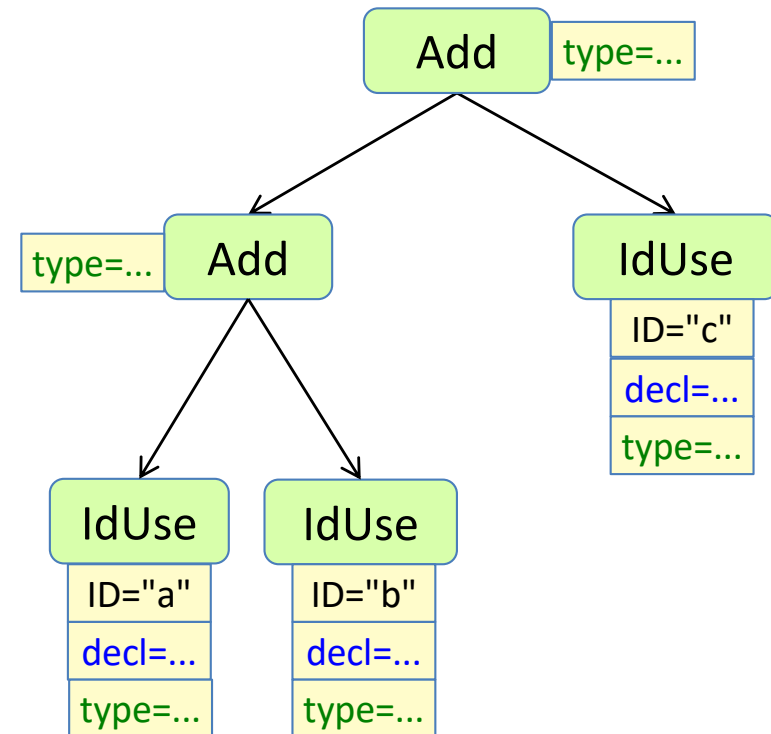 Add
type=...
type=...
Add
IdUse
ID="c"
decl=...
type=...
IdUse
ID="a"
decl=...
type=...
IdUse
ID="b"
decl=...
type=...